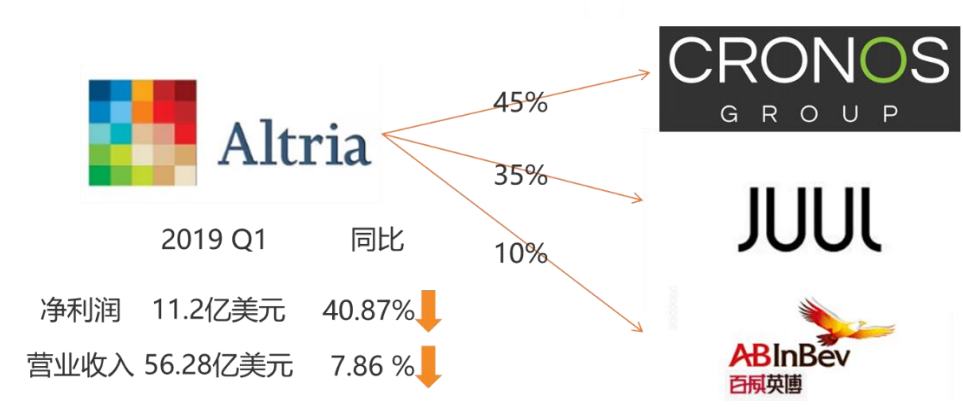 CRONOS
GROUP
Altria
45%
35%
10%
JUUL
2019 Q1 同比
净利润 11.2亿美元 40.87%
营业收入 56.28亿美元 7.86 %
ABInBev
百威英博